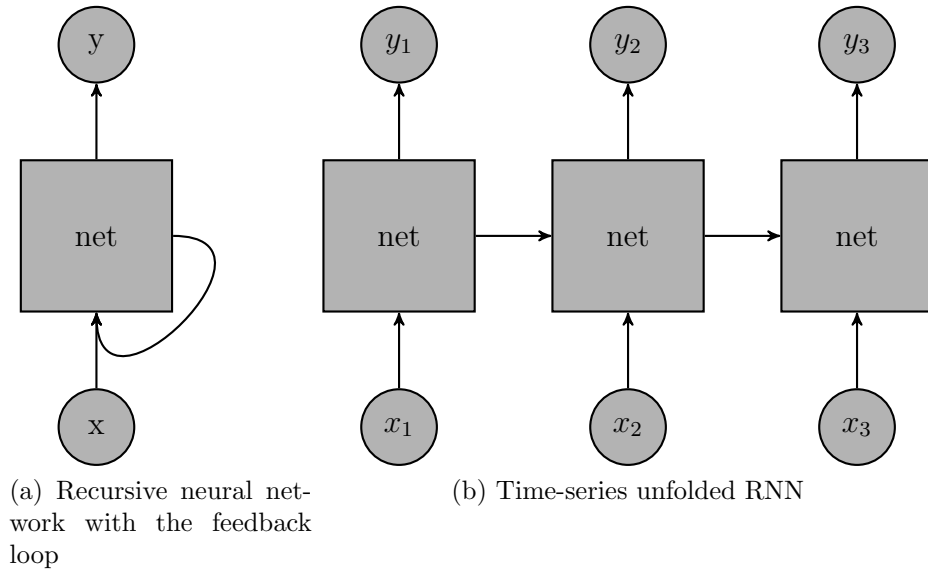 y
net
x
(a) Recursive neural net-
work with the feedback
loop
y₁ y₂ y₃
net net net
x₁ x₂ x₃
(b) Time-series unfolded RNN